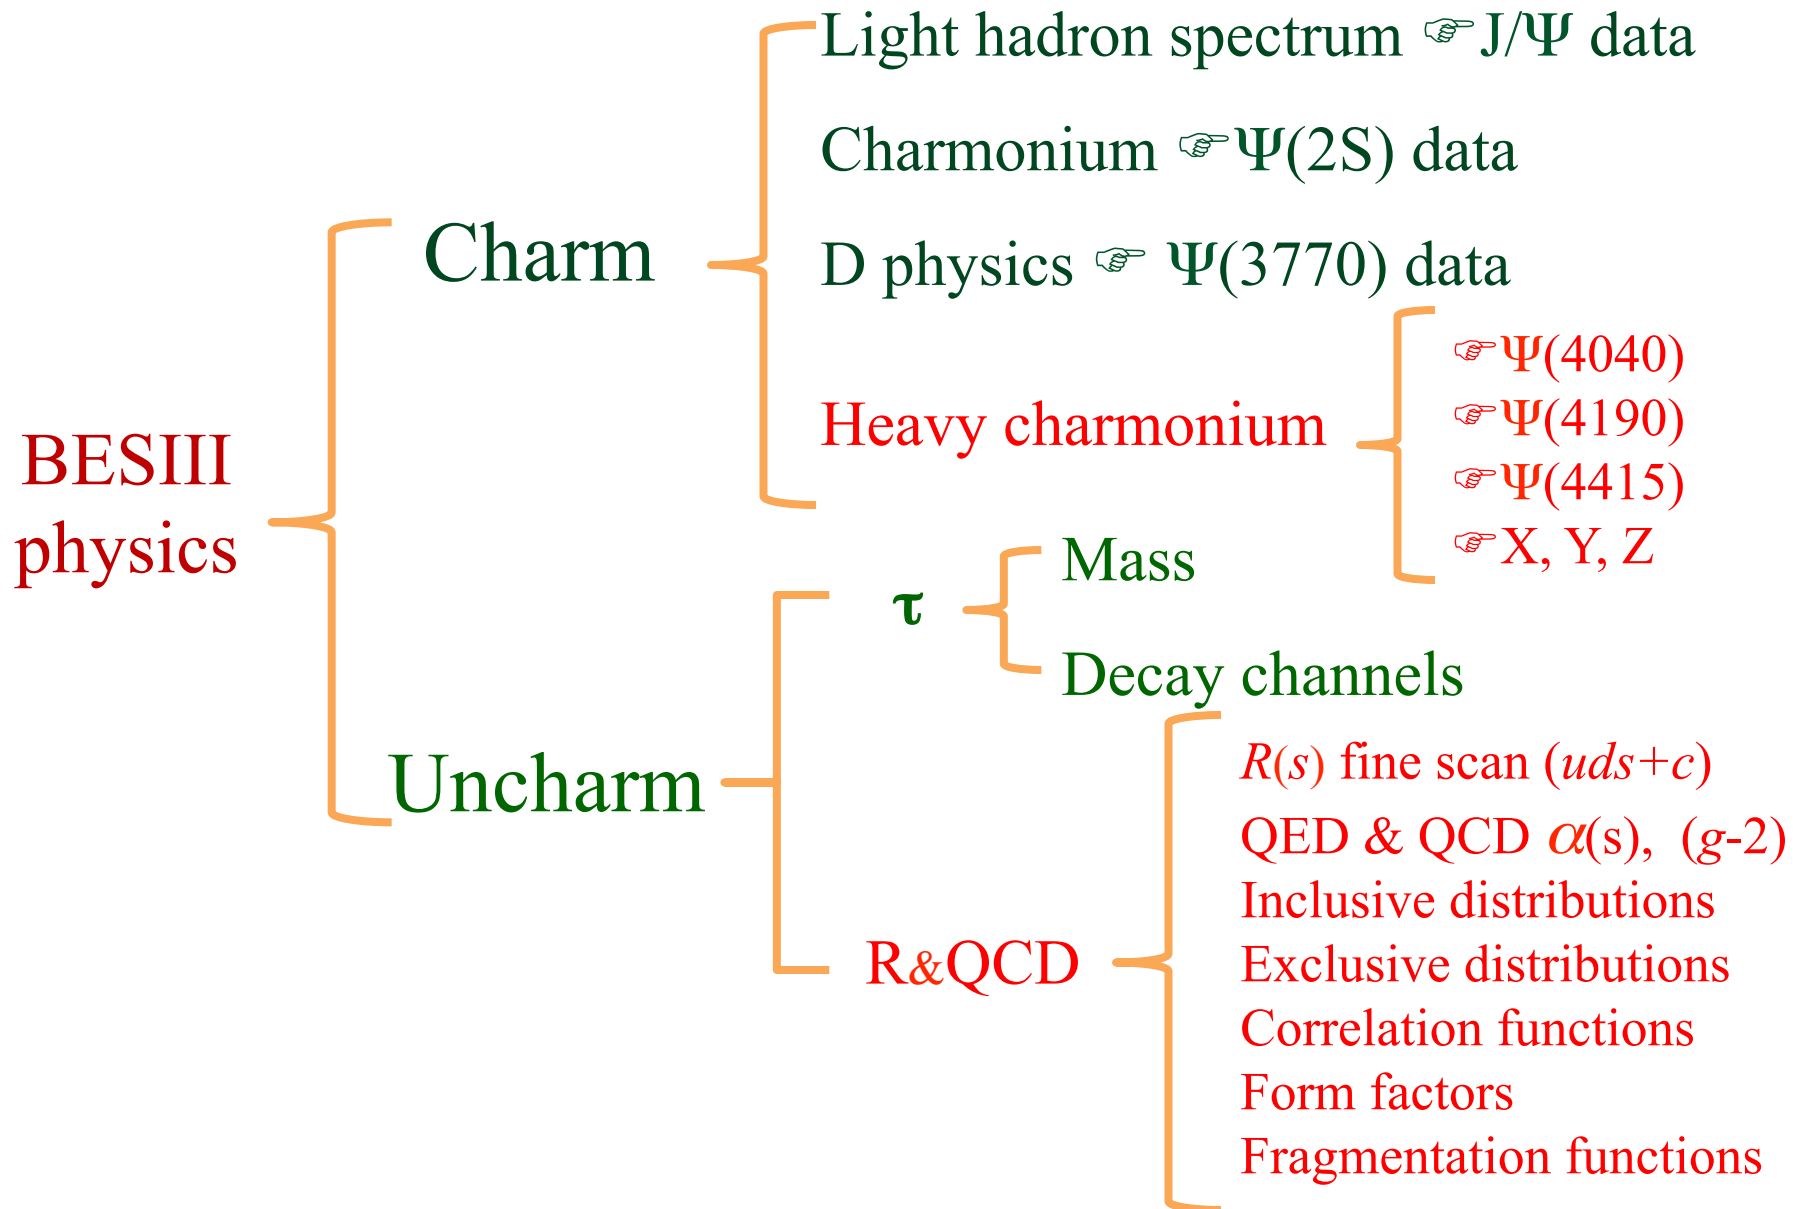 Light hadron spectrum ☞J/Ψ data
Charmonium ☞Ψ(2S) data
Charm
D physics ☞ Ψ(3770) data
Heavy charmonium
☞Ψ(4040)
☞Ψ(4190)
☞Ψ(4415)
☞X, Y, Z
BESIII
physics
τ
Mass
Decay channels
Uncharm
R&QCD
R(s) fine scan (uds+c)
QED & QCD α(s), (g-2)
Inclusive distributions
Exclusive distributions
Correlation functions
Form factors
Fragmentation functions